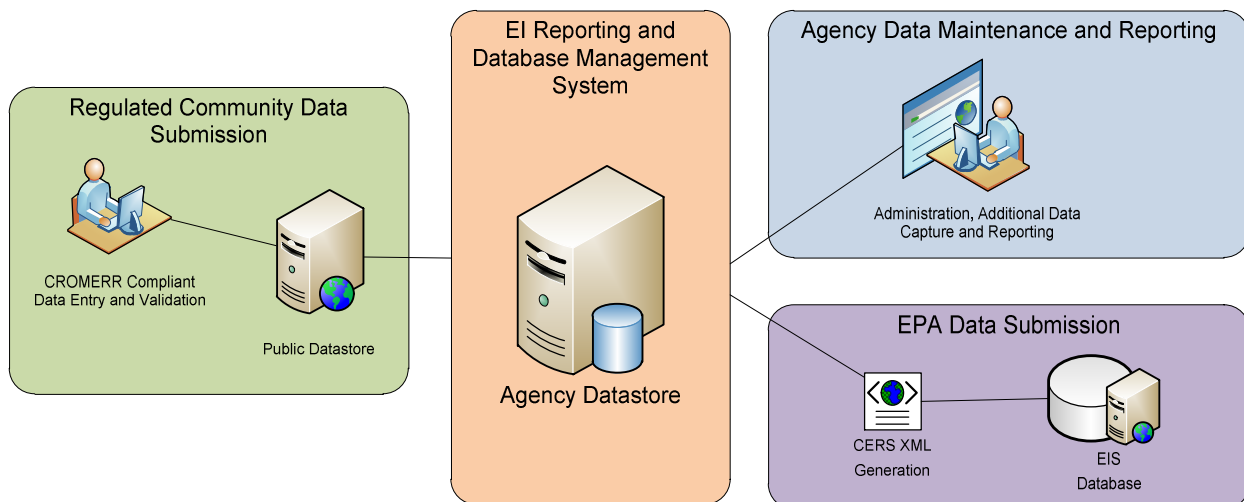 Regulated Community Data
Submission
CROMERR Compliant
Data Entry and Validation
Public Datastore
EI Reporting and
Database Management
System
Agency Datastore
Agency Data Maintenance and Reporting
Administration, Additional Data
Capture and Reporting
EPA Data Submission
CERS XML
Generation
EIS
Database